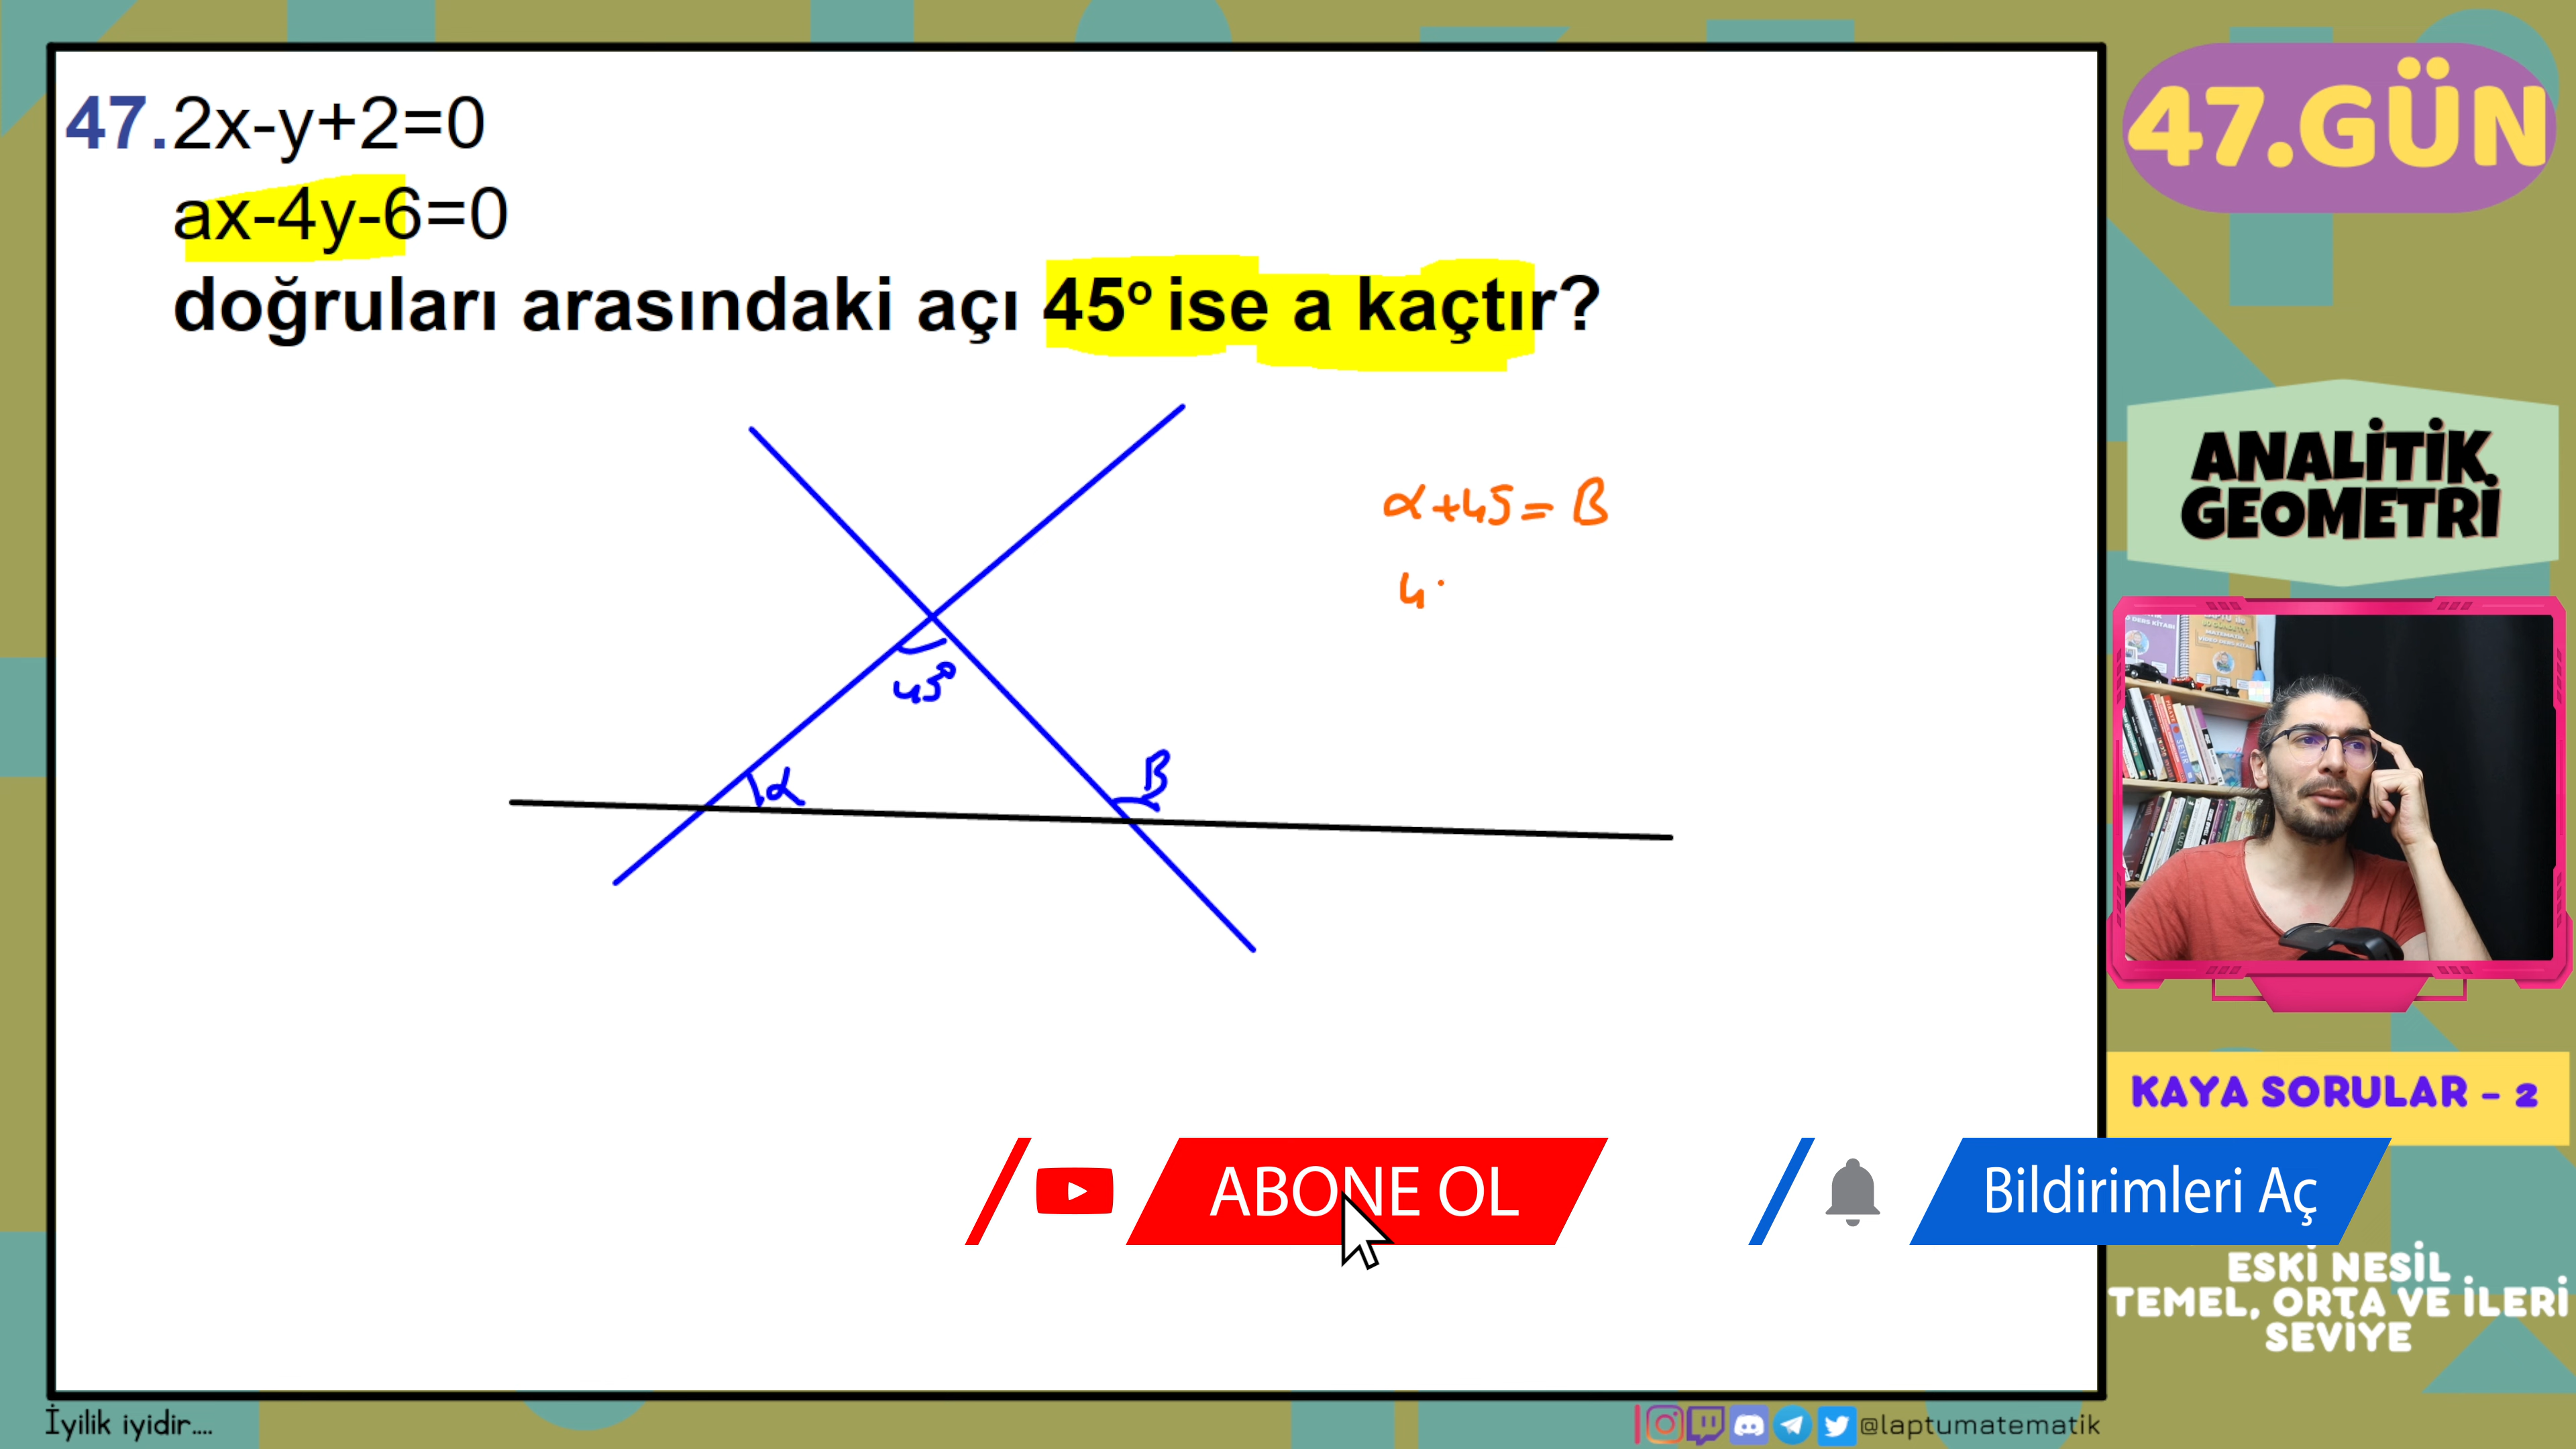 47.2x-y+2=0
ax-4y-6=0
doğruları arasındaki açı 45° ise a kaçtır?
α+45=β
4
45°
α
β
47.GÜN
ANALİTİK
GEOMETRİ
KAYA SORULAR - 2
ABONE OL
Bildirimleri Aç
ESKİ NESİL
TEMEL, ORTA VE İLERİ
SEVİYE
İyilik iyidir....
@laptumatematik